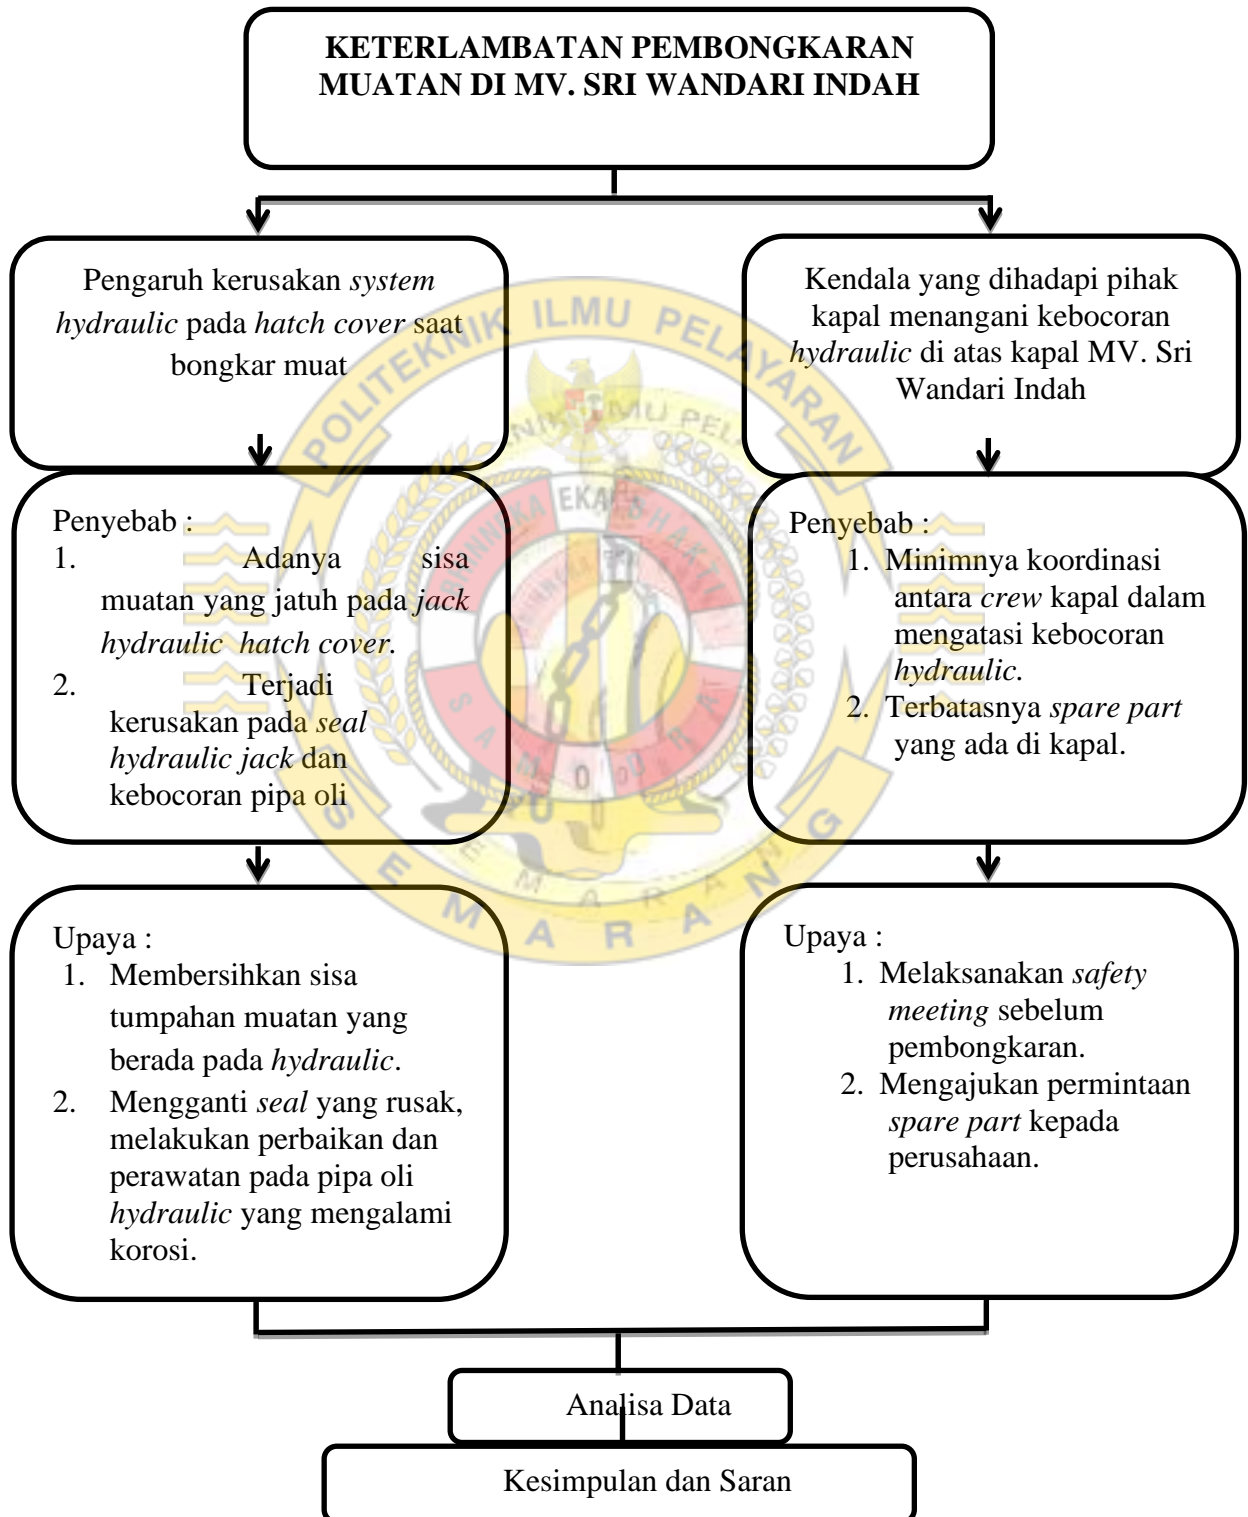 KETERLAMBATAN PEMBONGKARAN
MUATAN DI MV. SRI WANDARI INDAH
Pengaruh kerusakan system
hydraulic pada hatch cover saat
bongkar muat
Kendala yang dihadapi pihak
kapal menangani kebocoran
hydraulic di atas kapal MV. Sri
Wandari Indah
Penyebab :
1. Adanya sisa
muatan yang jatuh pada jack
hydraulic hatch cover.
2. Terjadi
kerusakan pada seal
hydraulic jack dan
kebocoran pipa oli
Penyebab :
1. Minimnya koordinasi
antara crew kapal dalam
mengatasi kebocoran
hydraulic.
2. Terbatasnya spare part
yang ada di kapal.
Upaya :
1. Membersihkan sisa
tumpahan muatan yang
berada pada hydraulic.
2. Mengganti seal yang rusak,
melakukan perbaikan dan
perawatan pada pipa oli
hydraulic yang mengalami
korosi.
Upaya :
1. Melaksanakan safety
meeting sebelum
pembongkaran.
2. Mengajukan permintaan
spare part kepada
perusahaan.
Analisa Data
Kesimpulan dan Saran
POLITEKNIK ILMU PELAYARAN
SEMARANG